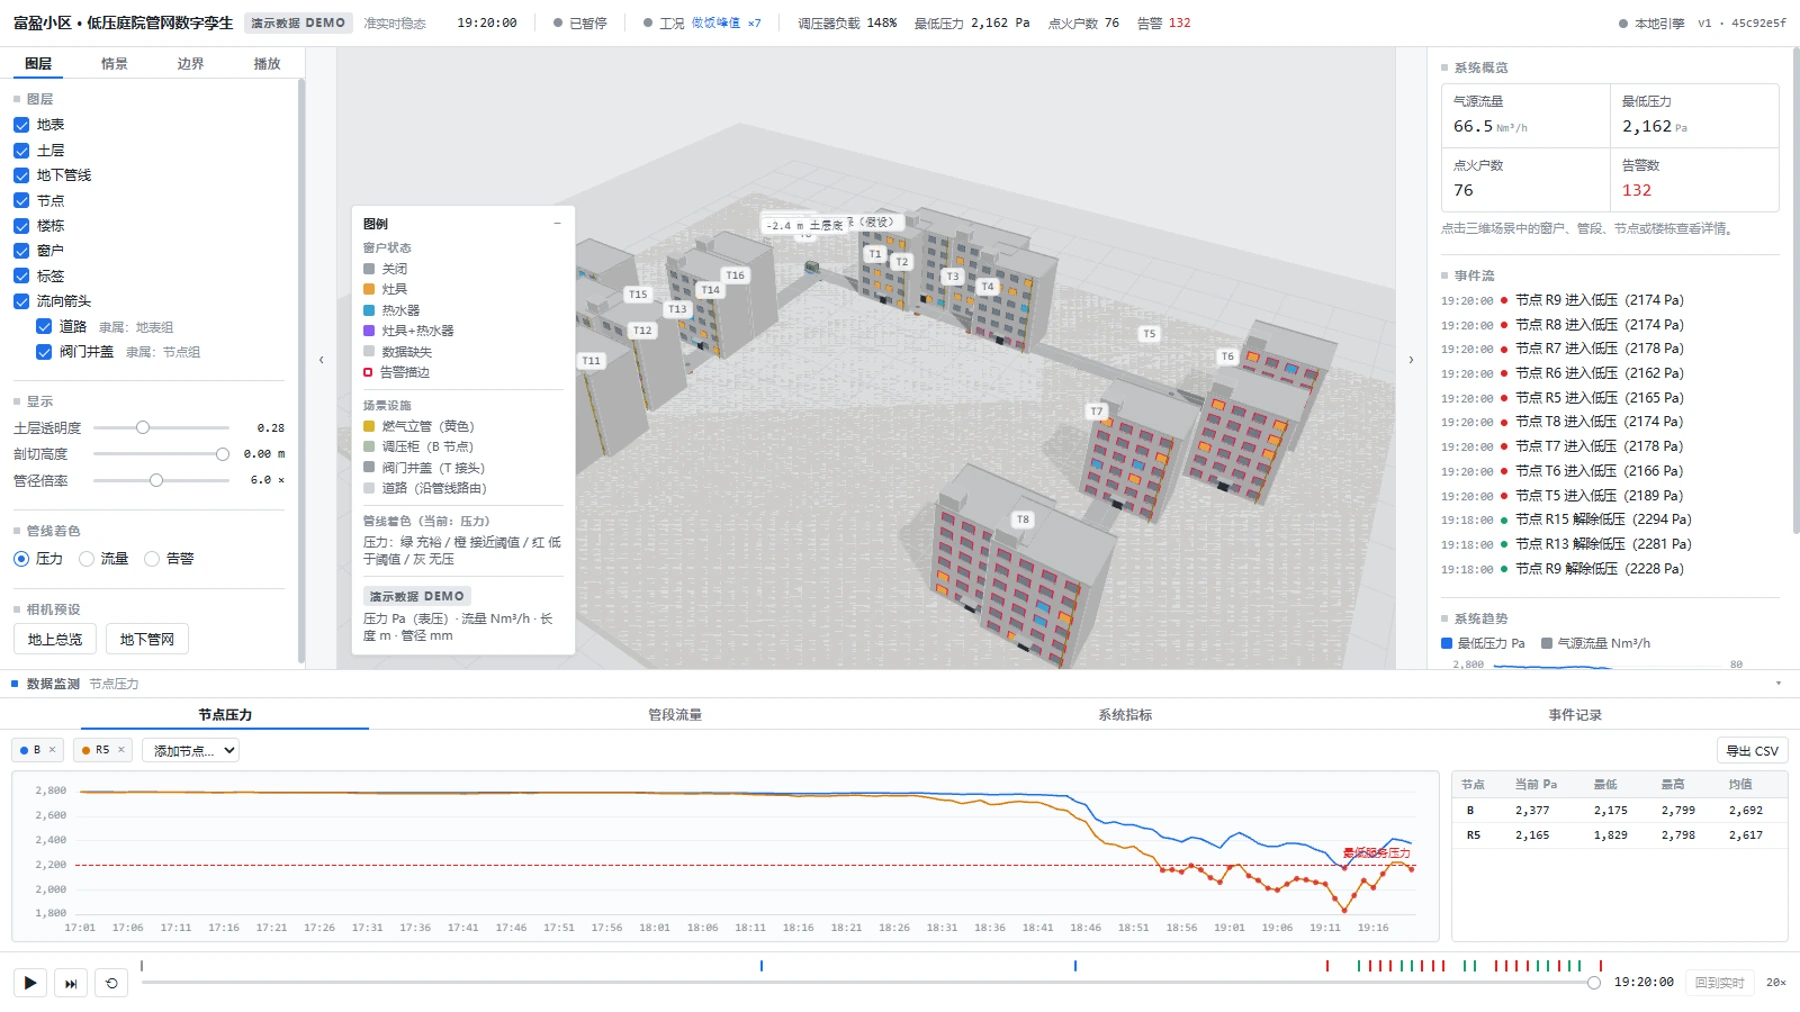 富盈小区 · 低压庭院管网数字孪生 演示数据 DEMO 准实时稳态 19:20:00 已暂停 工况 做饭峰值 ×7 调压器负载 148% 最低压力 2,162 Pa 点火户数 76 告警 132 本地引擎 v1 · 45c92e5f
图层 情景 边界 播放
图层
地表
土层
地下管线
节点
楼栋
窗户
标签
流向箭头
道路 隶属：地表组
阀门井盖 隶属：节点组
显示
土层透明度 0.28
剖切高度 0.00 m
管径倍率 6.0 ×
管线着色
压力 流量 告警
相机预设
地上总览 地下管网
图例 −
窗户状态
关闭
灶具
热水器
灶具+热水器
数据缺失
告警描边
场景设施
燃气立管（黄色）
调压柜（B 节点）
阀门井盖（T 接头）
道路（沿管线路由）
管线着色（当前：压力）
压力：绿 充裕 / 橙 接近阈值 / 红 低
于阈值 / 灰 无压
演示数据 DEMO
压力 Pa（表压）· 流量 Nm³/h · 长
度 m · 管径 mm
-2.4 m 土层底 （假设）
T1
T2
T3
T4
T5
T6
T7
T8
T11
T12
T13
T14
T15
T16
‹
›
系统概览
气源流量 最低压力
66.5 Nm³/h 2,162 Pa
点火户数 告警数
76 132
点击三维场景中的窗户、管段、节点或楼栋查看详情。
事件流
19:20:00 节点 R9 进入低压（2174 Pa）
19:20:00 节点 R8 进入低压（2174 Pa）
19:20:00 节点 R7 进入低压（2178 Pa）
19:20:00 节点 R6 进入低压（2162 Pa）
19:20:00 节点 R5 进入低压（2165 Pa）
19:20:00 节点 T8 进入低压（2174 Pa）
19:20:00 节点 T7 进入低压（2178 Pa）
19:20:00 节点 T6 进入低压（2166 Pa）
19:20:00 节点 T5 进入低压（2189 Pa）
19:18:00 节点 R15 解除低压（2294 Pa）
19:18:00 节点 R13 解除低压（2281 Pa）
19:18:00 节点 R9 解除低压（2228 Pa）
系统趋势
最低压力 Pa 气源流量 Nm³/h
2,800 80
数据监测 节点压力
节点压力 管段流量 系统指标 事件记录
B × R5 × 添加节点... 导出 CSV
2,800
2,600
2,400
2,200
2,000
1,800
最低服务压力
17:01 17:06 17:11 17:16 17:21 17:26 17:31 17:36 17:41 17:46 17:51 17:56 18:01 18:06 18:11 18:16 18:21 18:26 18:31 18:36 18:41 18:46 18:51 18:56 19:01 19:06 19:11 19:16
节点 当前 Pa 最低 最高 均值
B 2,377 2,175 2,799 2,692
R5 2,165 1,829 2,798 2,617
19:20:00 回到实时 20×